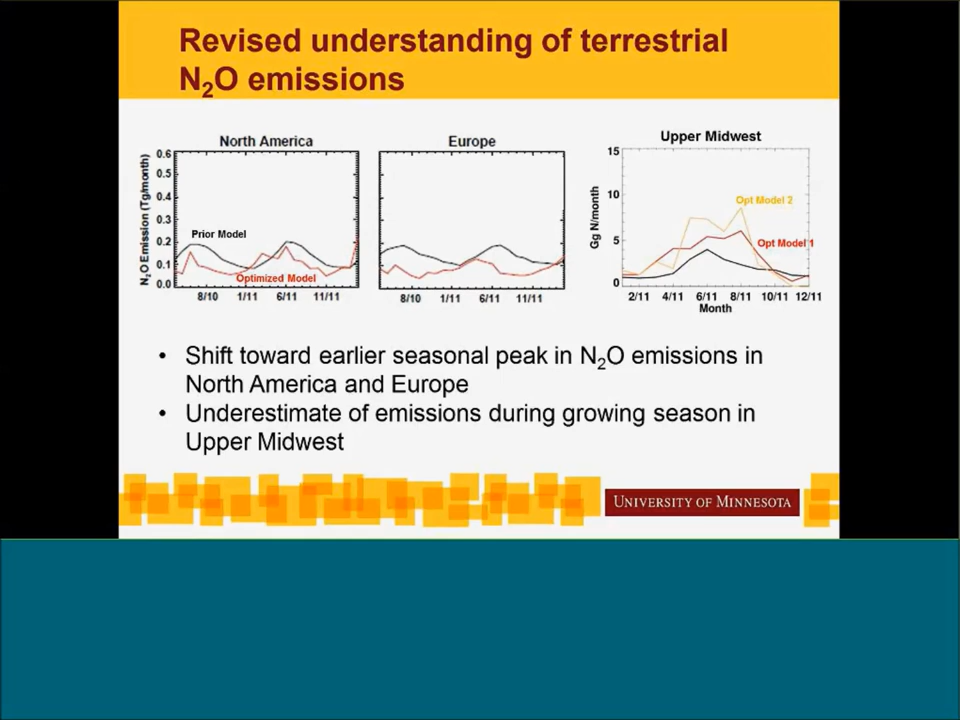 Revised understanding of terrestrial
N₂O emissions
North America
Europe
Upper Midwest
N₂O Emission (Tg/month)
0.6
0.5
0.4
0.3
0.2
0.1
0.0
Prior Model
Optimized Model
8/10 1/11 6/11 11/11
8/10 1/11 6/11 11/11
Gg N/month
15
10
5
0
Opt Model 2
Opt Model 1
2/11 4/11 6/11 8/11 10/11 12/11
Month
• Shift toward earlier seasonal peak in N₂O emissions in
North America and Europe
• Underestimate of emissions during growing season in
Upper Midwest
UNIVERSITY OF MINNESOTA